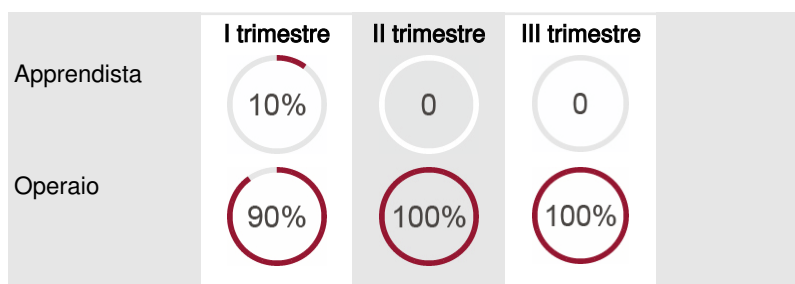 I trimestre II trimestre III trimestre
Apprendista
10% 0 0
Operaio
90% 100% 100%